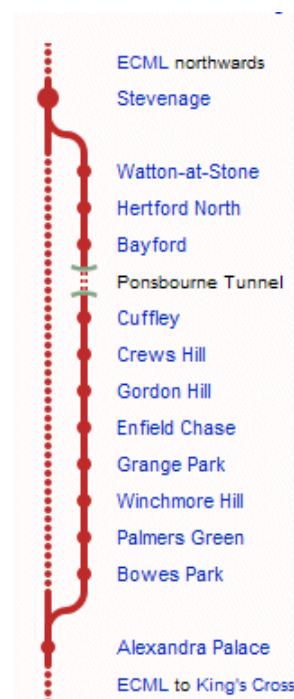 ECML northwards
Stevenage
Watton-at-Stone
Hertford North
Bayford
Ponsbourne Tunnel
Cuffley
Crews Hill
Gordon Hill
Enfield Chase
Grange Park
Winchmore Hill
Palmers Green
Bowes Park
Alexandra Palace
ECML to King's Cross